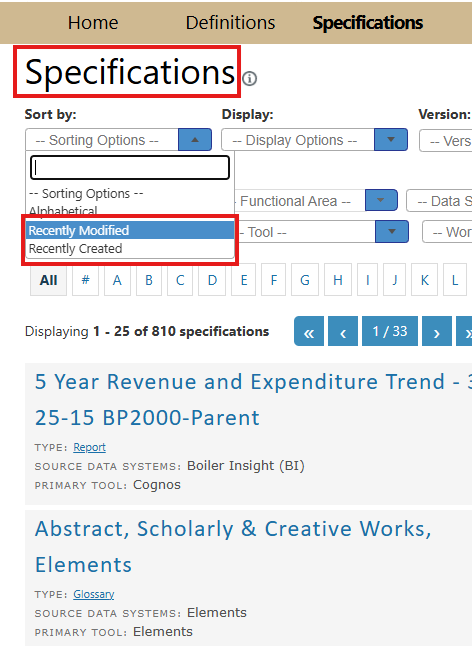 Home Definitions Specifications
Specifications
Sort by: Display: Version:
-- Sorting Options -- -- Display Options -- -- Vers
-- Sorting Options --
Alphabetical
Functional Area -- -- Data S
Recently Modified
Tool -- -- Wor
Recently Created
All # A B C D E F G H I J K L
Displaying 1 - 25 of 810 specifications « ‹ 1 / 33 › »
5 Year Revenue and Expenditure Trend - 3
25-15 BP2000-Parent
TYPE: Report
SOURCE DATA SYSTEMS: Boiler Insight (BI)
PRIMARY TOOL: Cognos
Abstract, Scholarly & Creative Works,
Elements
TYPE: Glossary
SOURCE DATA SYSTEMS: Elements
PRIMARY TOOL: Elements